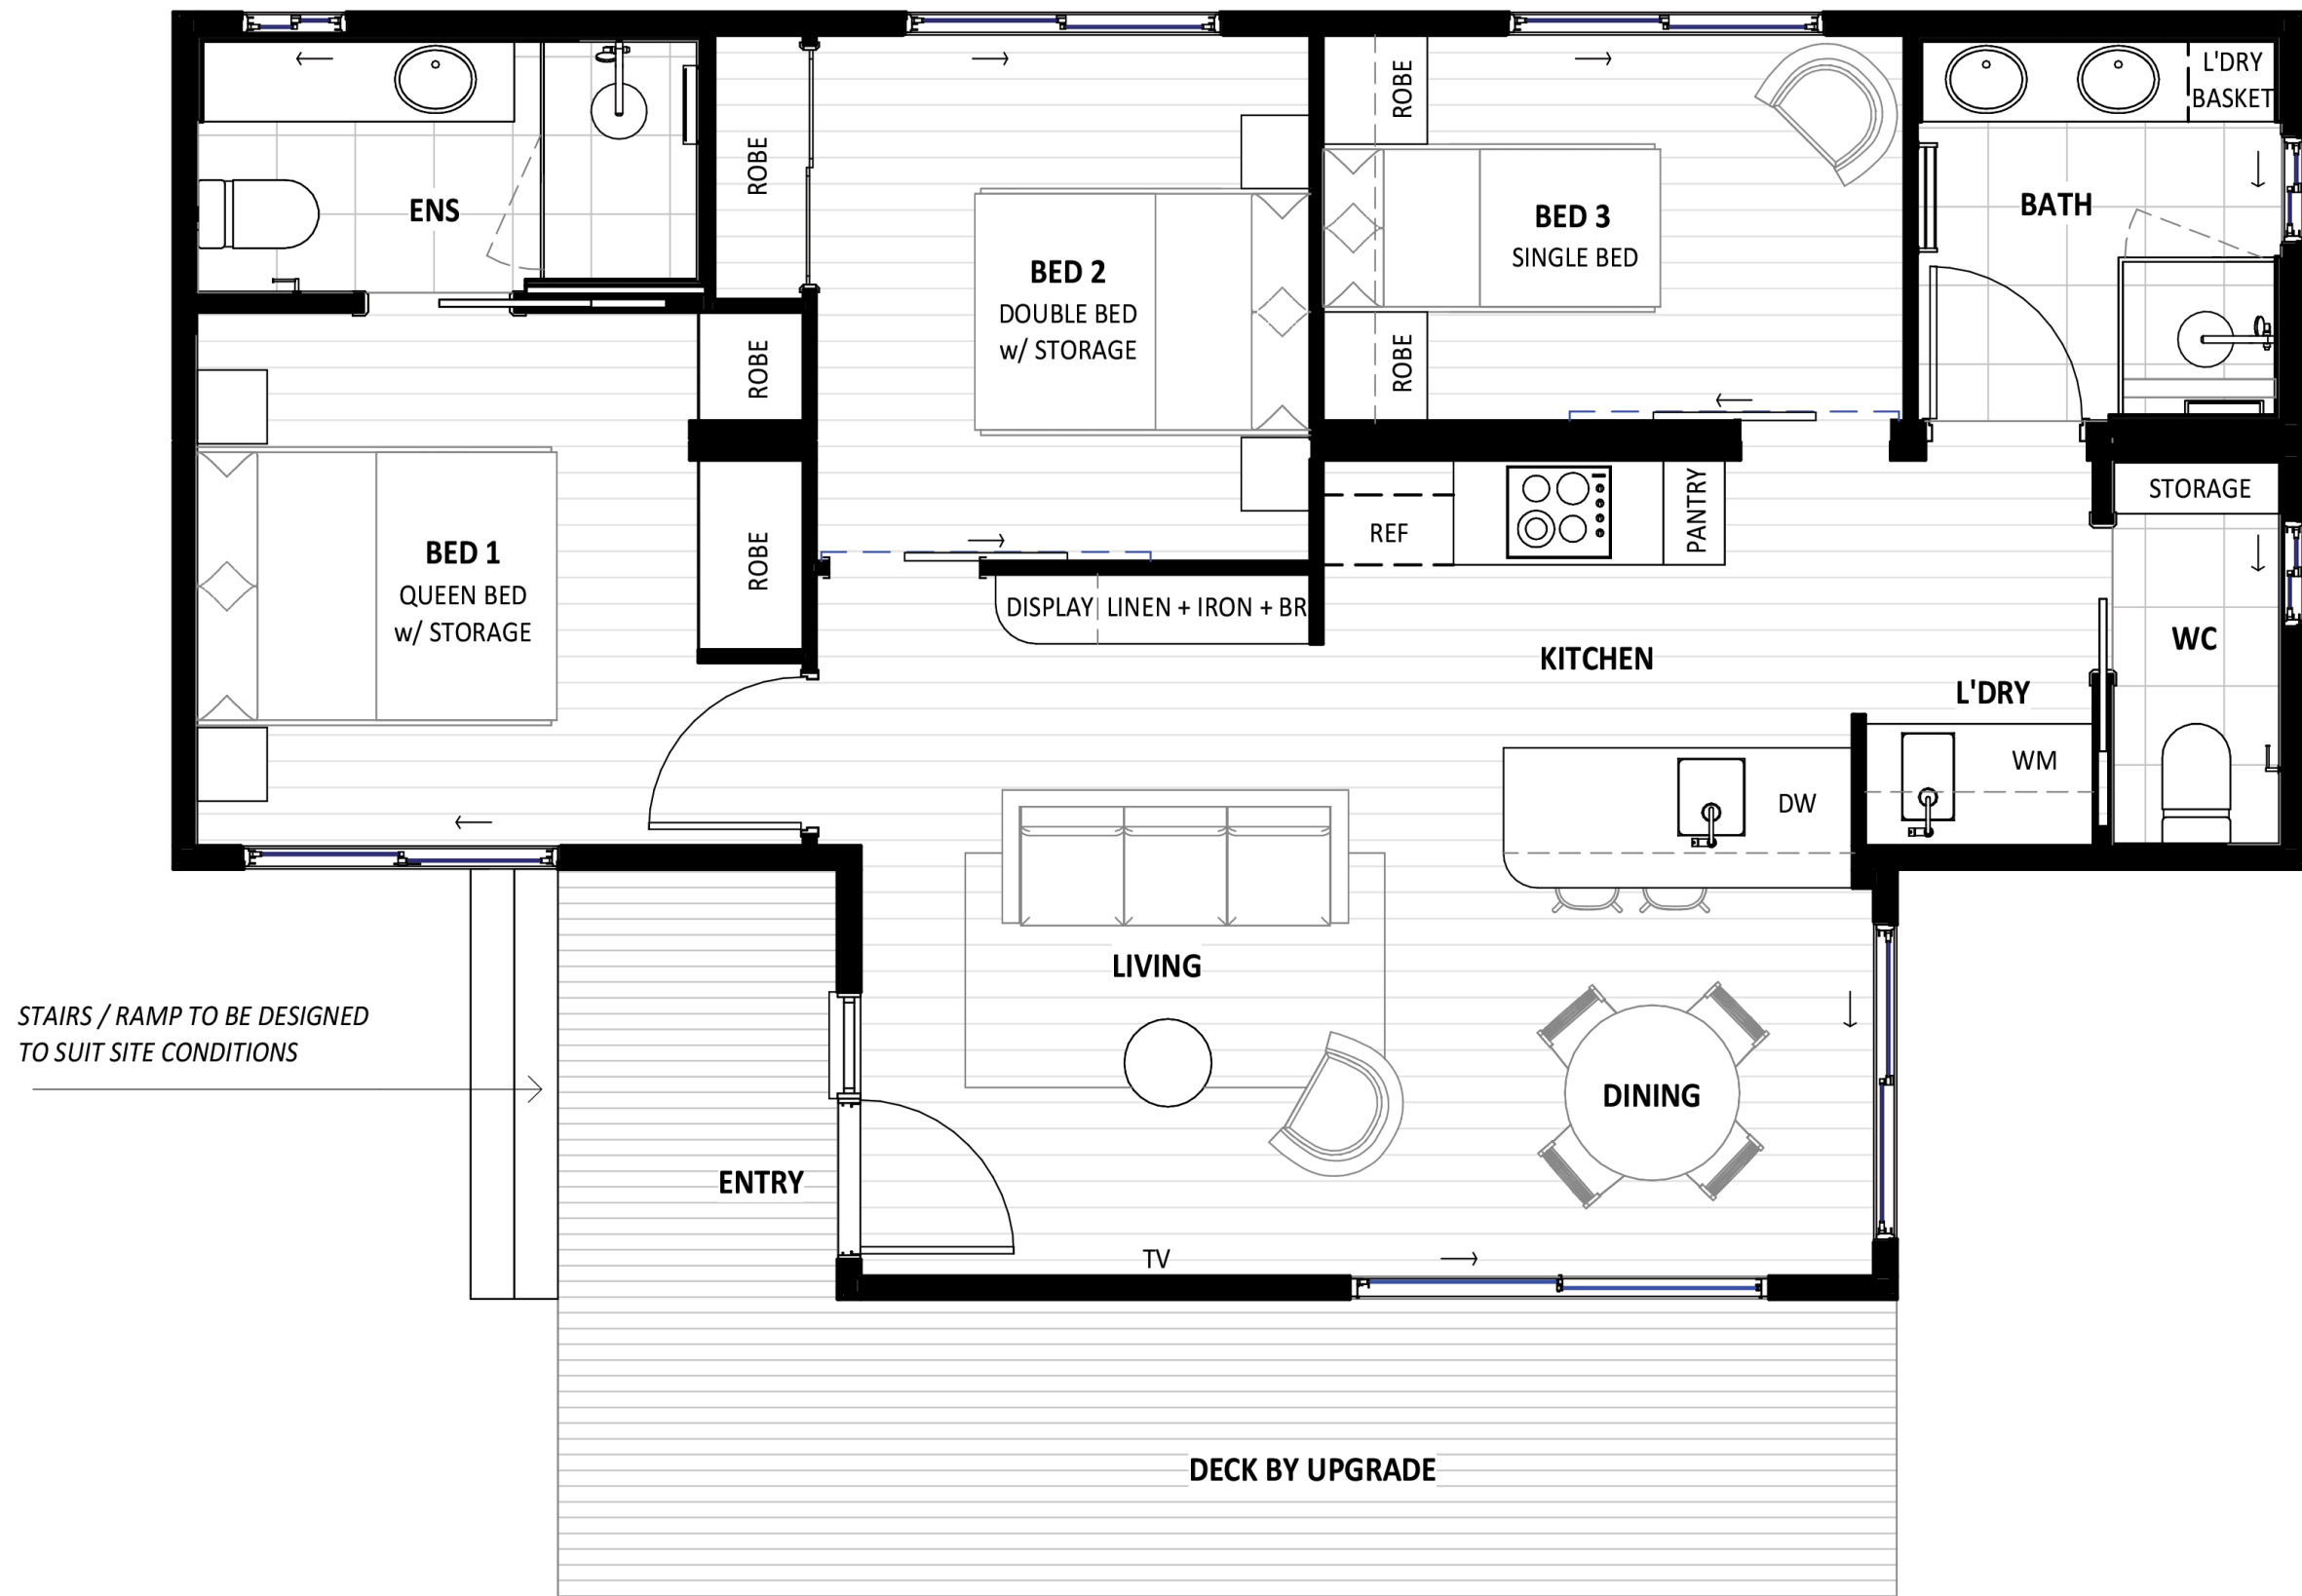 L'DRY
BASKET
ROBE
ROBE
ENS
BED 2
DOUBLE BED
w/ STORAGE
BED 3
SINGLE BED
BATH
ROBE
ROBE
BED 1
QUEEN BED
w/ STORAGE
ROBE
REF
PANTRY
STORAGE
DISPLAY
LINEN + IRON + BR
KITCHEN
WC
L'DRY
WM
DW
LIVING
STAIRS / RAMP TO BE DESIGNED
TO SUIT SITE CONDITIONS
DINING
ENTRY
TV
DECK BY UPGRADE